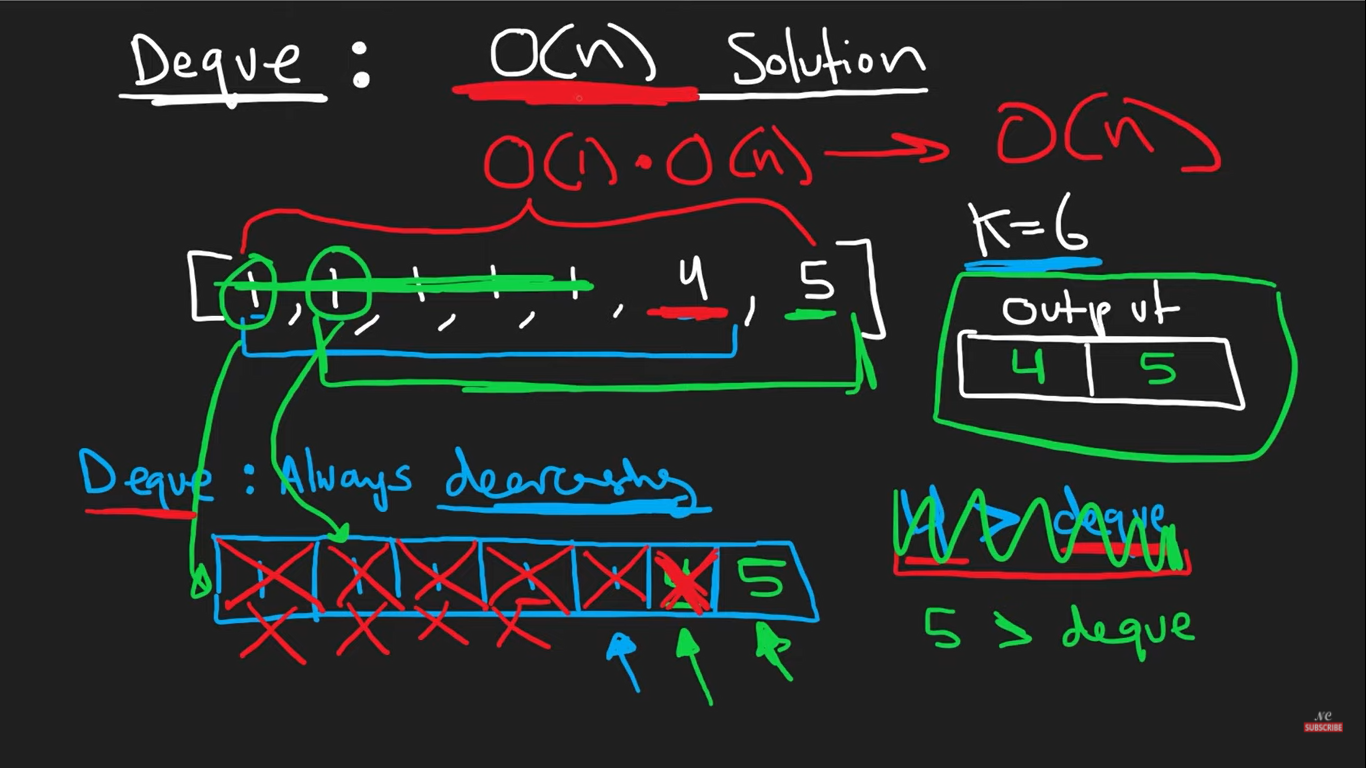 Deque : O(n) Solution
O(1) · O(n) → O(n)
K=6
[1, 1, 1, 1, 1, 4, 5]
Output
4 5
Deque : Always decreasing
4 > deque
1 1 1 1 1 4 5
5 > deque
NC
SUBSCRIBE